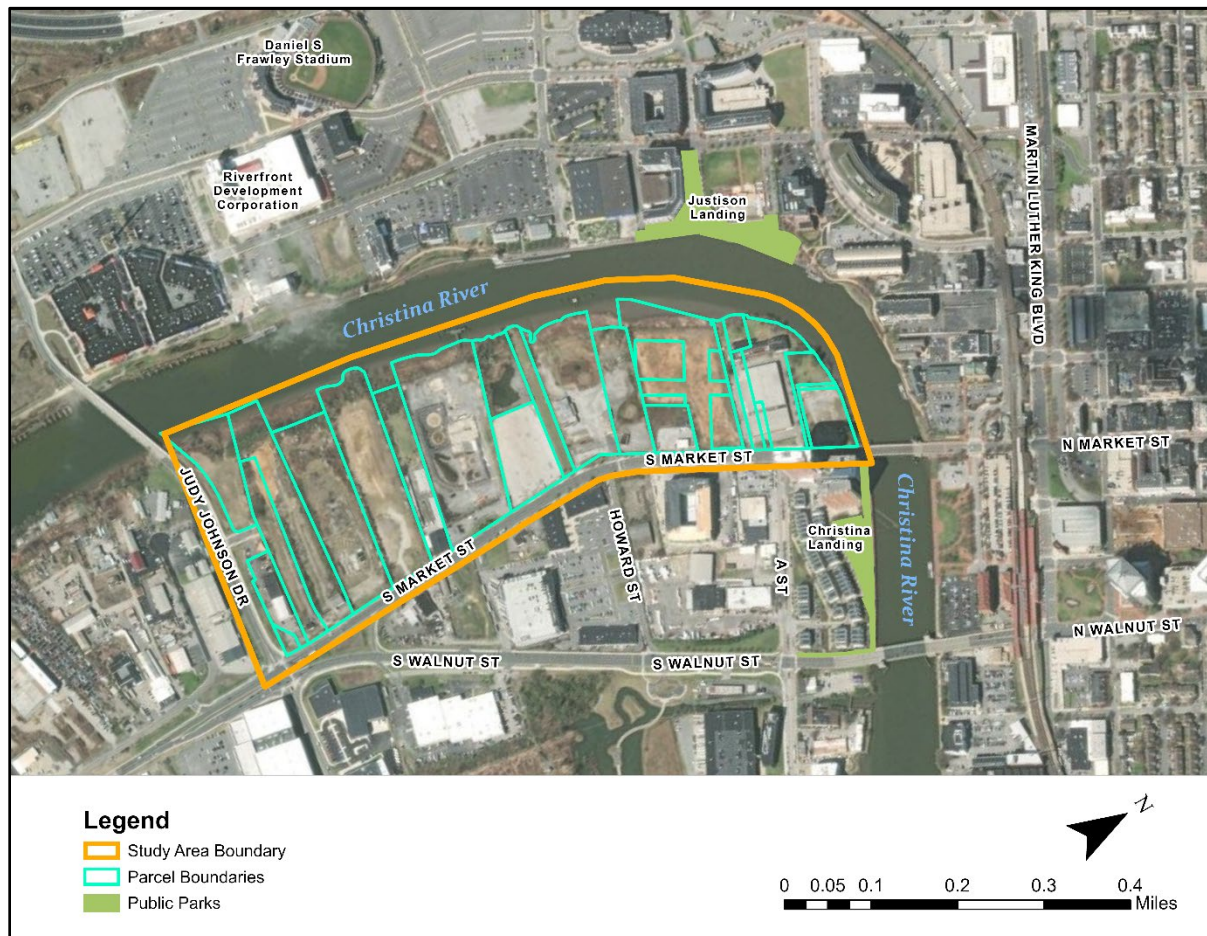 Daniel S
Frawley Stadium
Riverfront
Development
Corporation
Justison
Landing
MARTIN LUTHER KING BLVD
Christina River
S MARKET ST
N MARKET ST
JUDY JOHNSON DR
S MARKET ST
HOWARD ST
A ST
Christina
Landing
Christina River
N WALNUT ST
S WALNUT ST
S WALNUT ST
Legend
Study Area Boundary
Parcel Boundaries
Public Parks
N
0 0.05 0.1 0.2 0.3 0.4
Miles